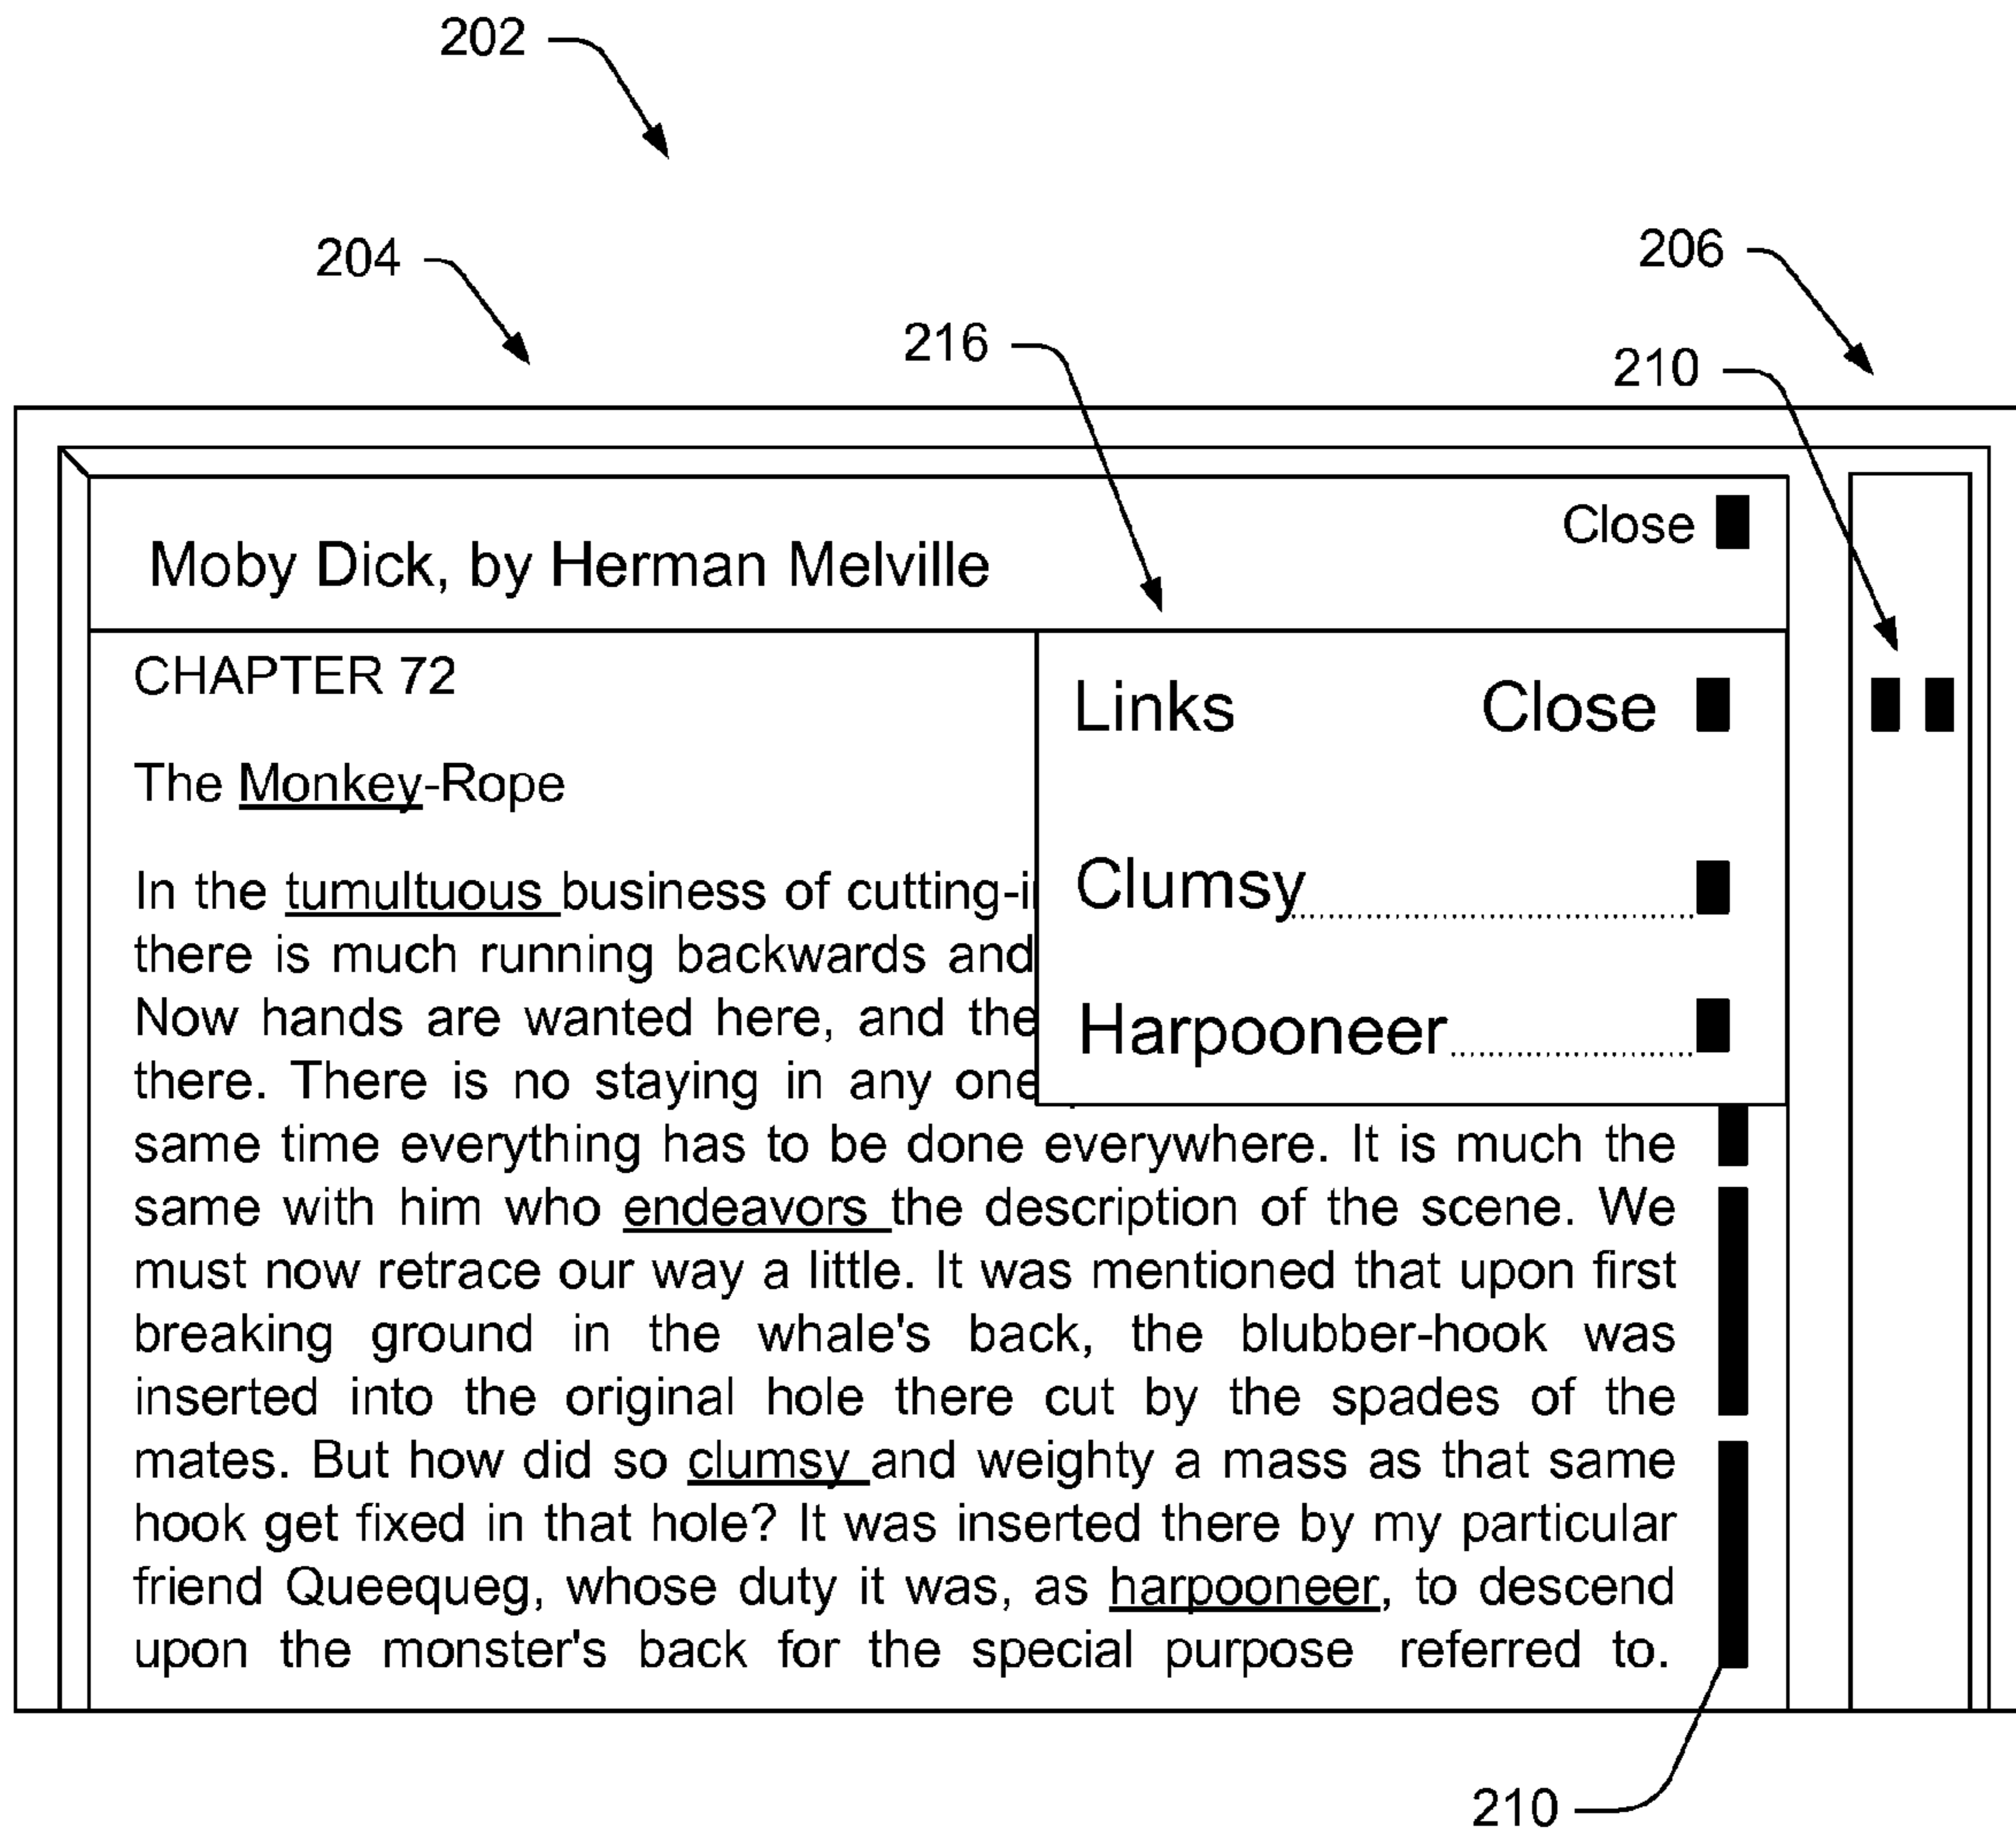 202
204
206
216
210
Close
Moby Dick, by Herman Melville
CHAPTER 72
Links Close
The Monkey-Rope
Clumsy
Harpooneer
In the tumultuous business of
there is much running backwards and
Now hands are wanted here, and
there. There is no staying in any one
same time everything has to be done everywhere. It is much the
same with him who endeavors the description of the scene. We
must now retrace our way a little. It was mentioned that upon first
breaking ground in the whale's back, the blubber-hook was
inserted into the original hole there cut by the spades of the
mates. But how did so clumsy and weighty a mass as that same
hook get fixed in that hole? It was inserted there by my particular
friend Queequeg, whose duty it was, as harpooneer, to descend
upon the monster's back for the special purpose referred to.
210